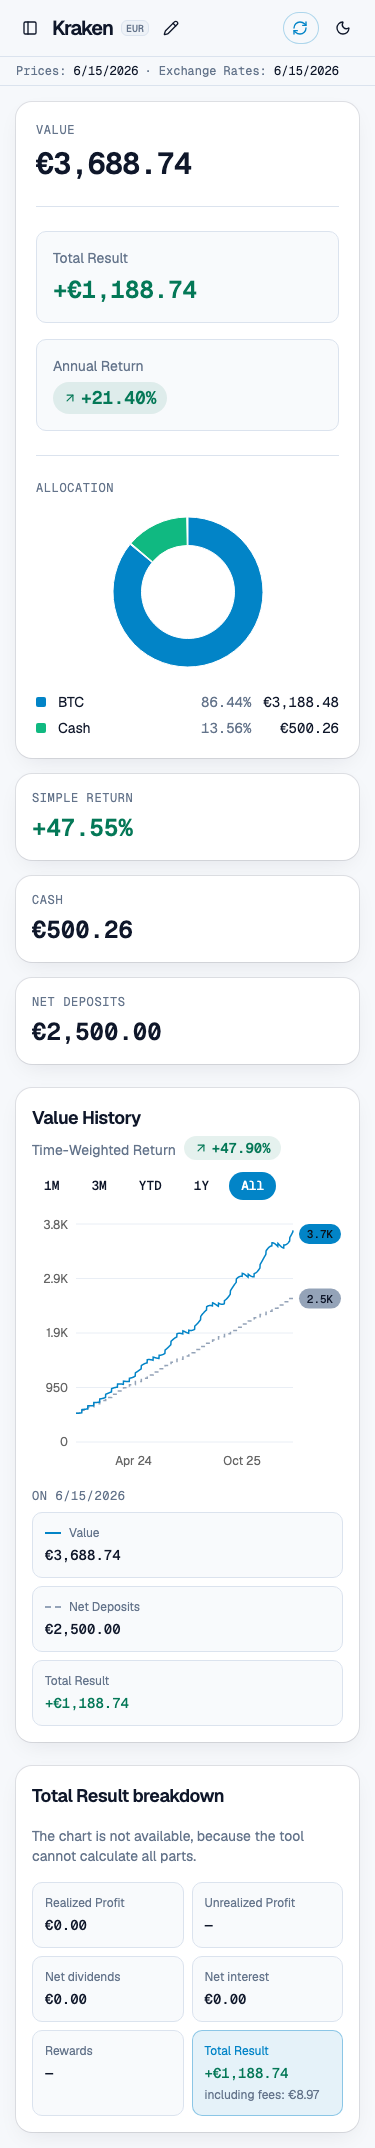 Kraken EUR
Prices: 6/15/2026 · Exchange Rates: 6/15/2026
VALUE
€3,688.74
Total Result
+€1,188.74
Annual Return
+21.40%
ALLOCATION
BTC 86.44% €3,188.48
Cash 13.56% €500.26
SIMPLE RETURN
+47.55%
CASH
€500.26
NET DEPOSITS
€2,500.00
Value History
Time-Weighted Return +47.90%
1M 3M YTD 1Y All
3.8K
3.7K
2.9K
2.5K
1.9K
950
0
Apr 24 Oct 25
ON 6/15/2026
Value
€3,688.74
Net Deposits
€2,500.00
Total Result
+€1,188.74
Total Result breakdown
The chart is not available, because the tool
cannot calculate all parts.
Realized Profit
€0.00
Unrealized Profit
—
Net dividends
€0.00
Net interest
€0.00
Rewards
—
Total Result
+€1,188.74
including fees: €8.97